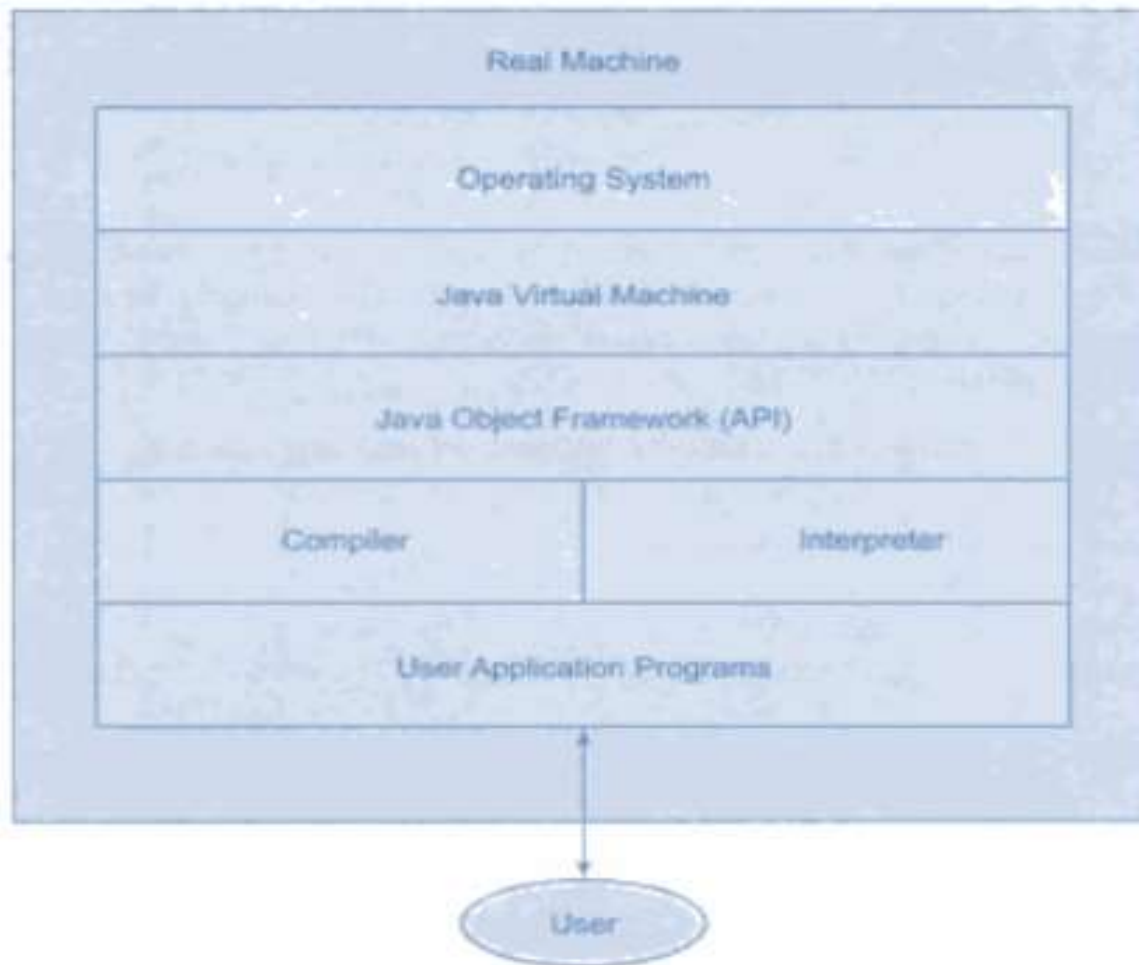 Real Machine
Operating System
Java Virtual Machine
Java Object Framework (API)
Compiler
Interpreter
User Application Programs
User